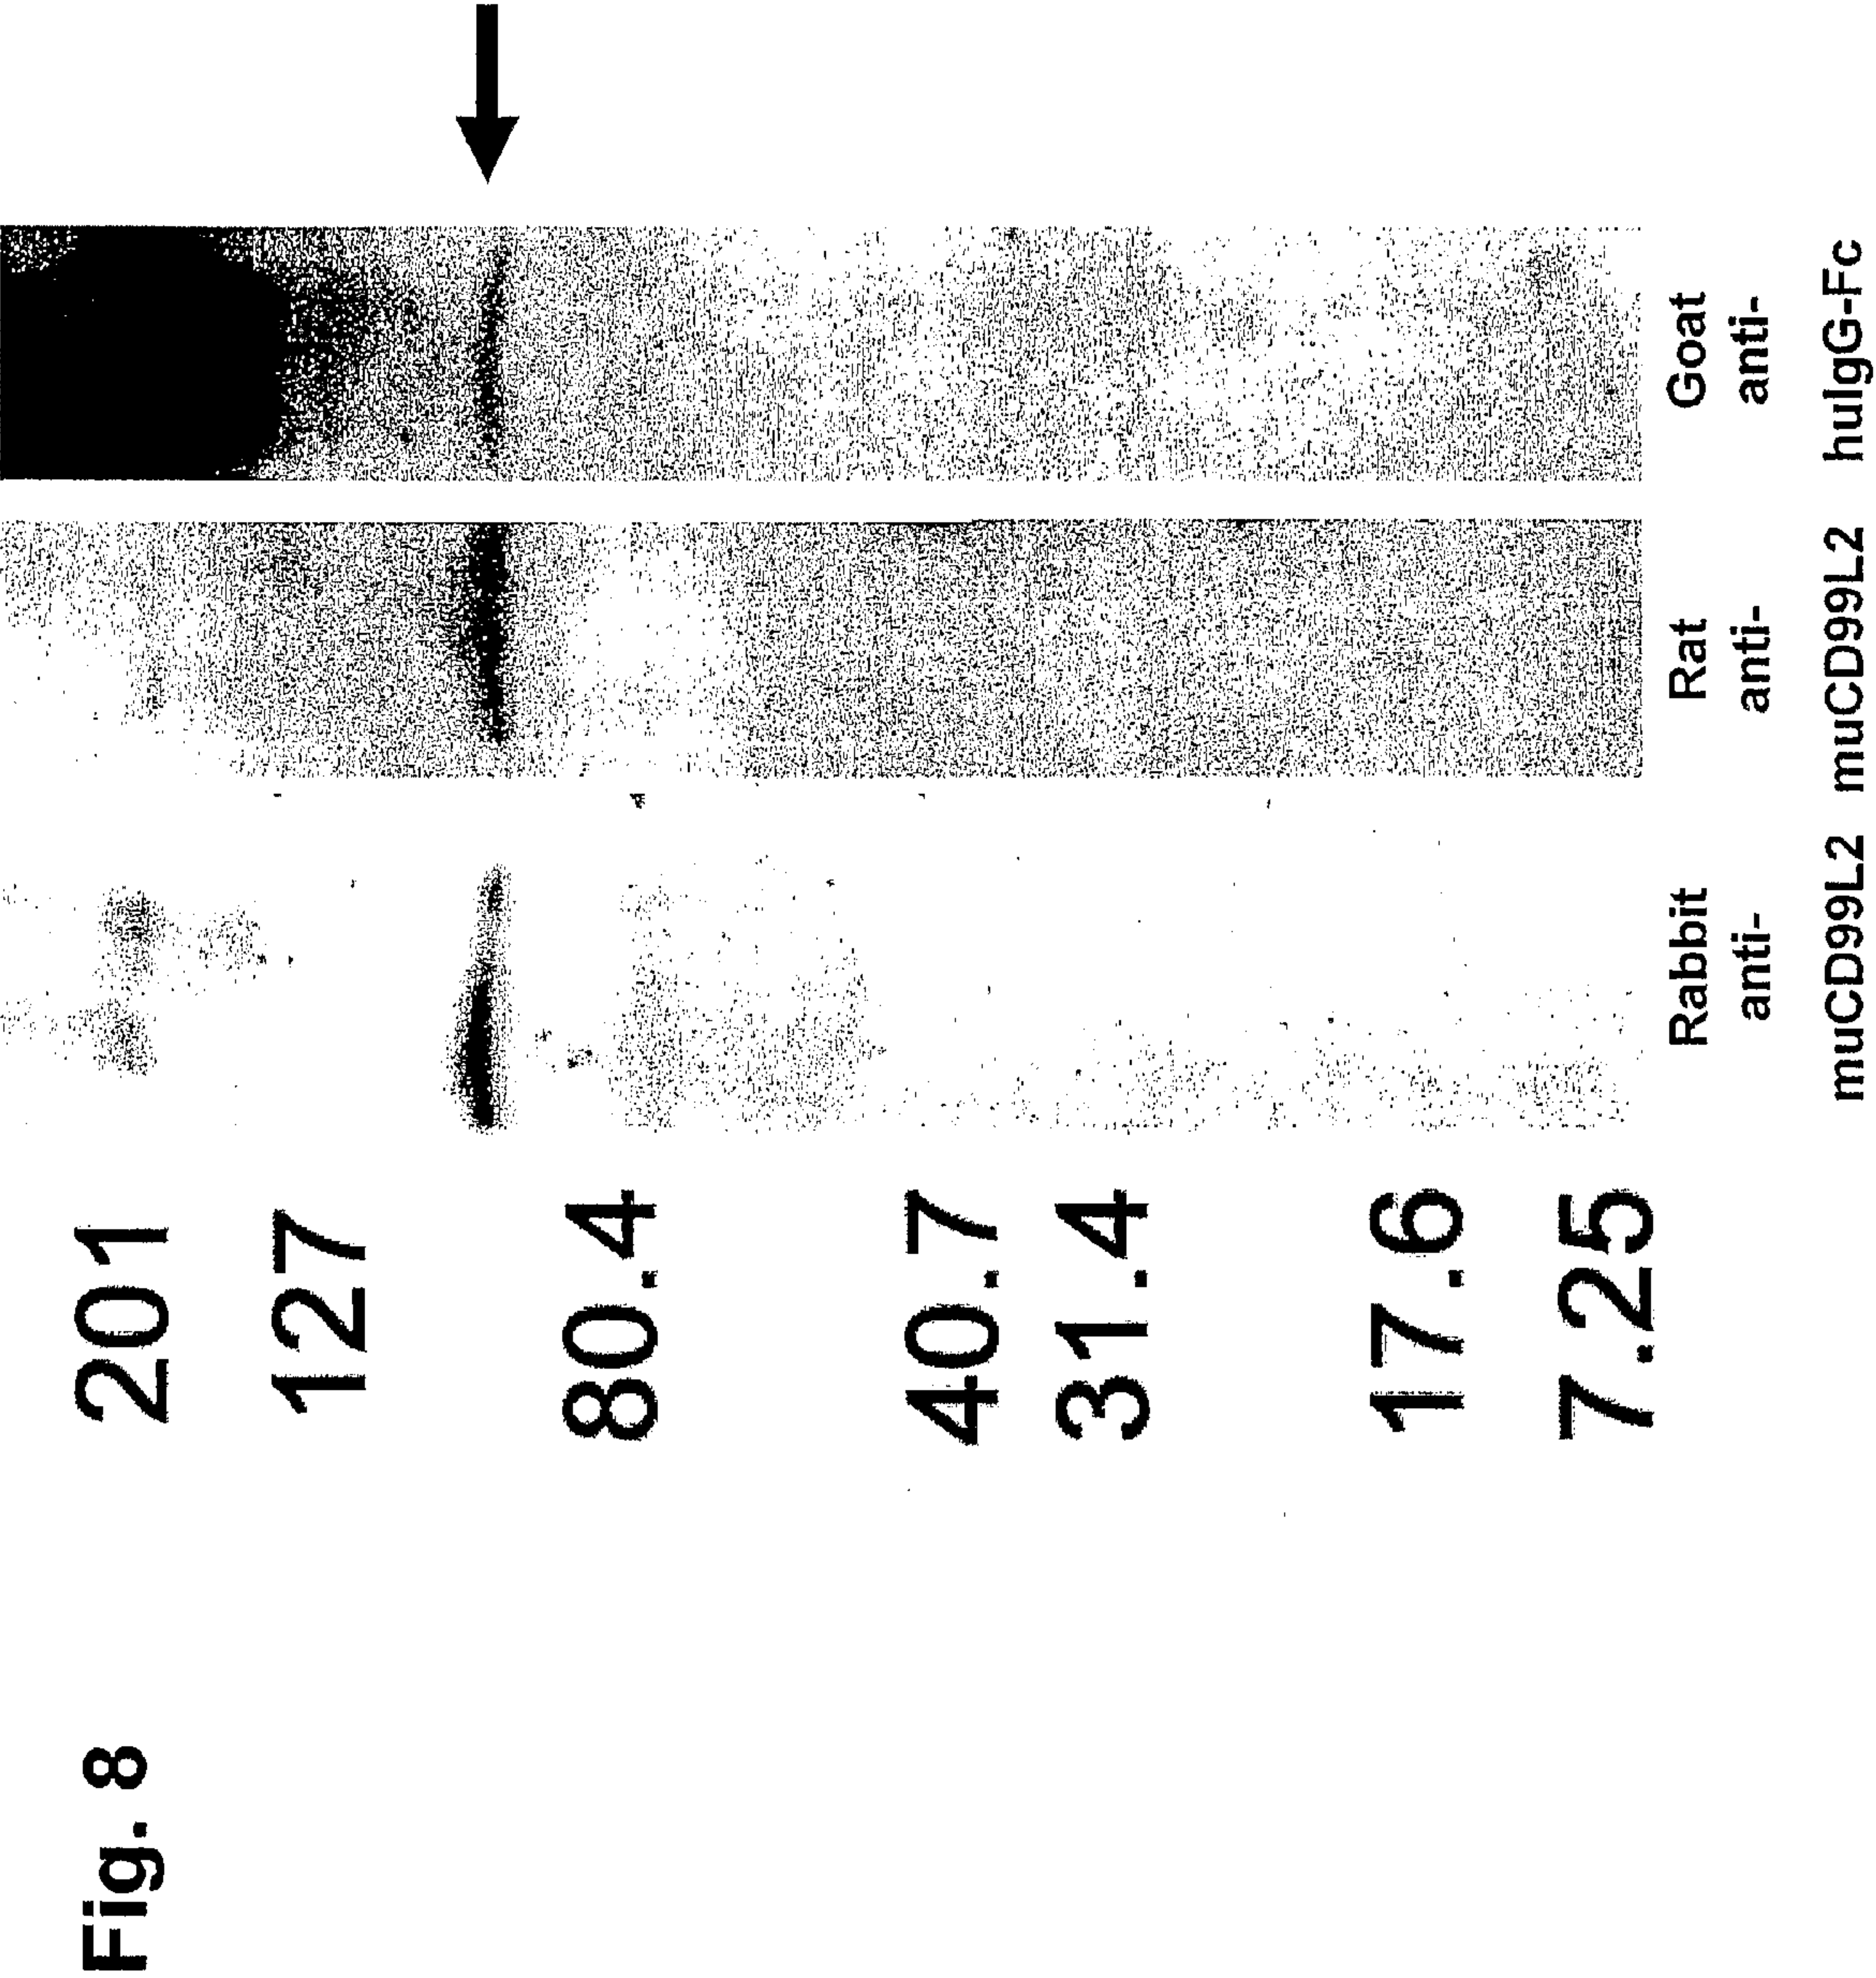 Fig. 8
201
127
80.4
40.7
31.4
17.6
7.25
Rabbit
anti-
muCD99L2
Rat
anti-
muCD99L2
Goat
anti-
huIgG-Fc